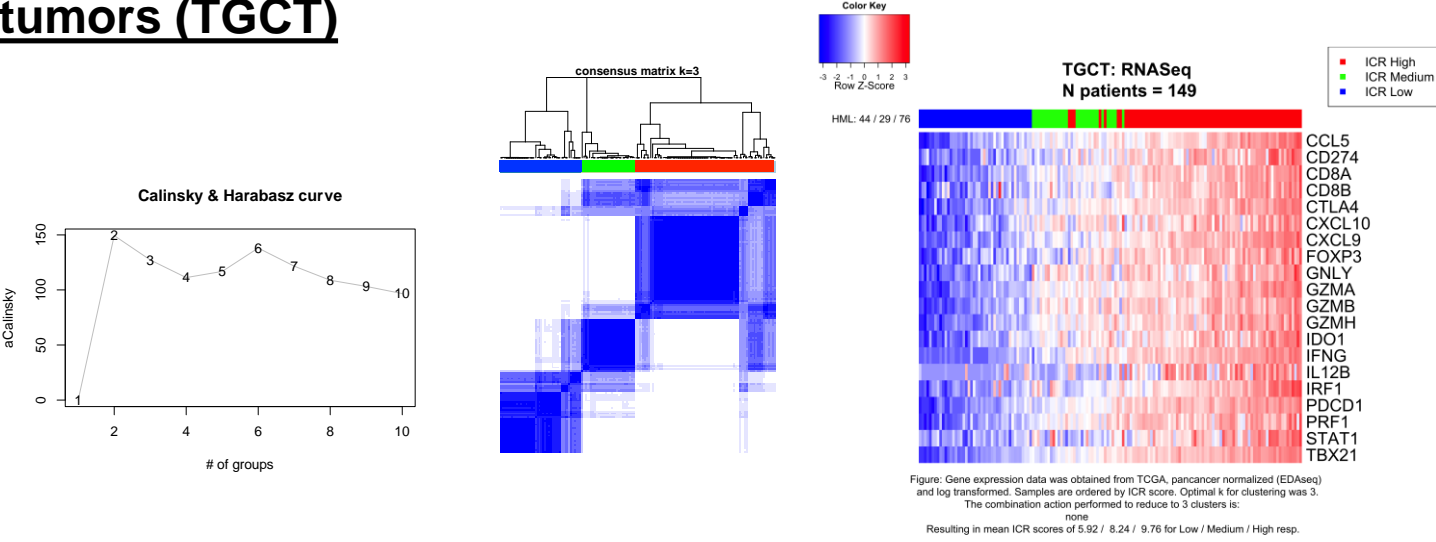 tumors (TGCT)
Calinsky & Harabasz curve
aCalinsky
150
100
50
0
1
2
3
4
5
6
7
8
9
10
2
4
6
8
10
# of groups
consensus matrix k=3
Color Key
-3 -2 -1 0 1 2 3
Row Z-Score
TGCT: RNASeq
N patients = 149
ICR High
ICR Medium
ICR Low
HML: 44 / 29 / 76
CCL5
CD274
CD8A
CD8B
CTLA4
CXCL10
CXCL9
FOXP3
GNLY
GZMA
GZMB
GZMH
IDO1
IFNG
IL12B
IRF1
PDCD1
PRF1
STAT1
TBX21
Figure: Gene expression data was obtained from TCGA, pancancer normalized (EDAseq)
and log transformed. Samples are ordered by ICR score. Optimal k for clustering was 3.
The combination action performed to reduce to 3 clusters is:
none
Resulting in mean ICR scores of 5.92 / 8.24 / 9.76 for Low / Medium / High resp.